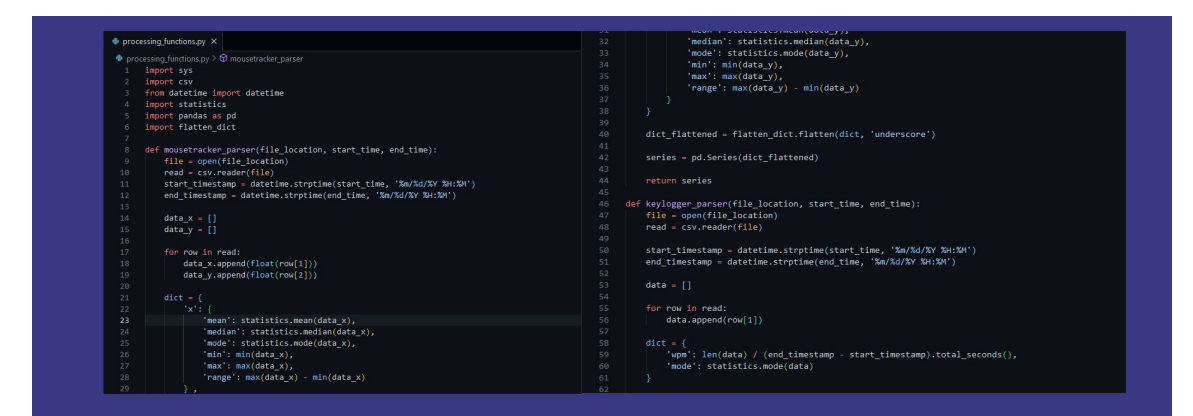 processing_functions.py ×
processing_functions.py > mousetracker_parser
1 import sys
2 import csv
3 from datetime import datetime
4 import statistics
5 import pandas as pd
6 import flatten_dict
7
8 def mousetracker_parser(file_location, start_time, end_time):
9 file = open(file_location)
10 read = csv.reader(file)
11 start_timestamp = datetime.strptime(start_time, '%m/%d/%Y %H:%M')
12 end_timestamp = datetime.strptime(end_time, '%m/%d/%Y %H:%M')
13
14 data_x = []
15 data_y = []
16
17 for row in read:
18 data_x.append(float(row[1]))
19 data_y.append(float(row[2]))
20
21 dict = {
22 'x': {
23 'mean': statistics.mean(data_x),
24 'median': statistics.median(data_x),
25 'mode': statistics.mode(data_x),
26 'min': min(data_x),
27 'max': max(data_x),
28 'range': max(data_x) - min(data_x)
29 } ,
31 'mean': statistics.mean(data_y),
32 'median': statistics.median(data_y),
33 'mode': statistics.mode(data_y),
34 'min': min(data_y),
35 'max': max(data_y),
36 'range': max(data_y) - min(data_y)
37 }
38 }
39
40 dict_flattened = flatten_dict.flatten(dict, 'underscore')
41
42 series = pd.Series(dict_flattened)
43
44 return series
45
46 def keylogger_parser(file_location, start_time, end_time):
47 file = open(file_location)
48 read = csv.reader(file)
49
50 start_timestamp = datetime.strptime(start_time, '%m/%d/%Y %H:%M')
51 end_timestamp = datetime.strptime(end_time, '%m/%d/%Y %H:%M')
52
53 data = []
54
55 for row in read:
56 data.append(row[1])
57
58 dict = {
59 'wpm': len(data) / (end_timestamp - start_timestamp).total_seconds(),
60 'mode': statistics.mode(data)
61 }
62